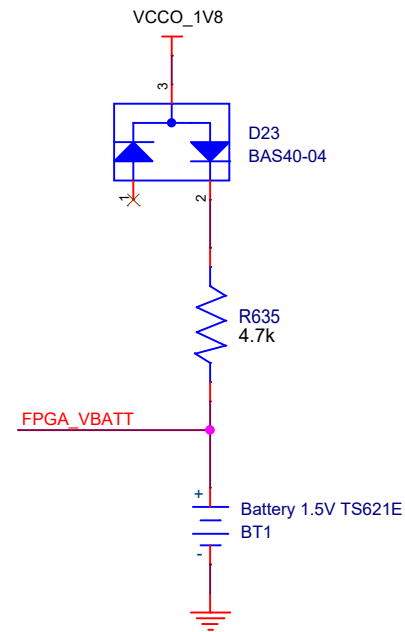 VCCO_1V8
3
D23
BAS40-04
1
2
R635
4.7k
FPGA_VBATT
+
Battery 1.5V TS621E
BT1
-